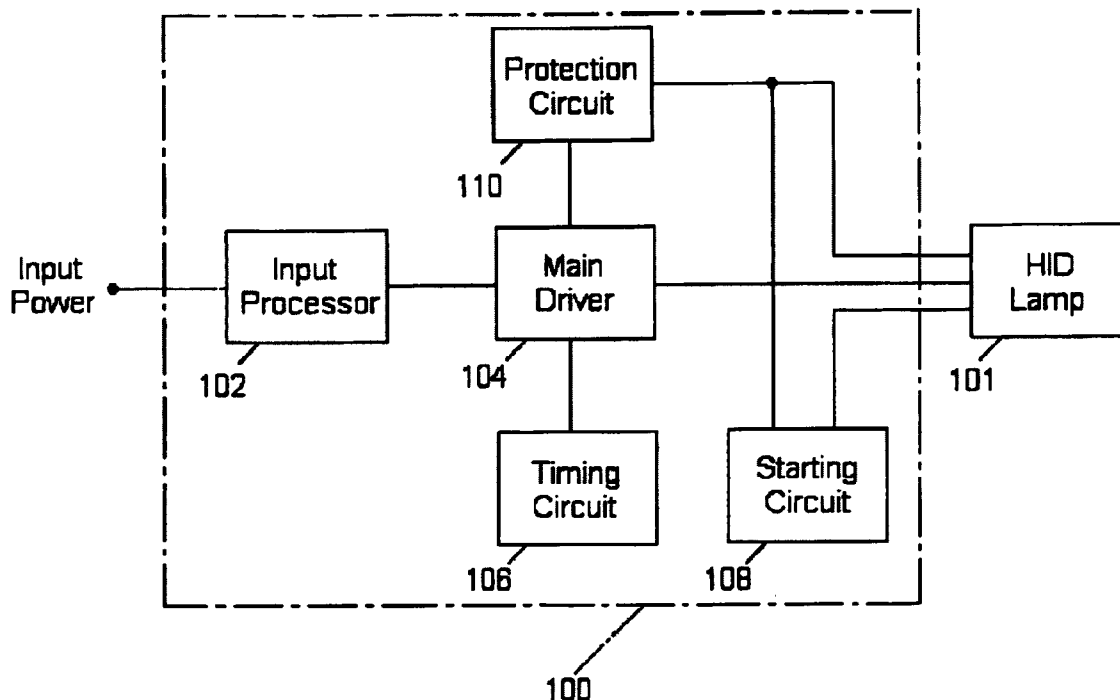 Protection
Circuit
110
Input
Power
Input
Processor
102
Main
Driver
104
HID
Lamp
101
Timing
Circuit
106
Starting
Circuit
108
100